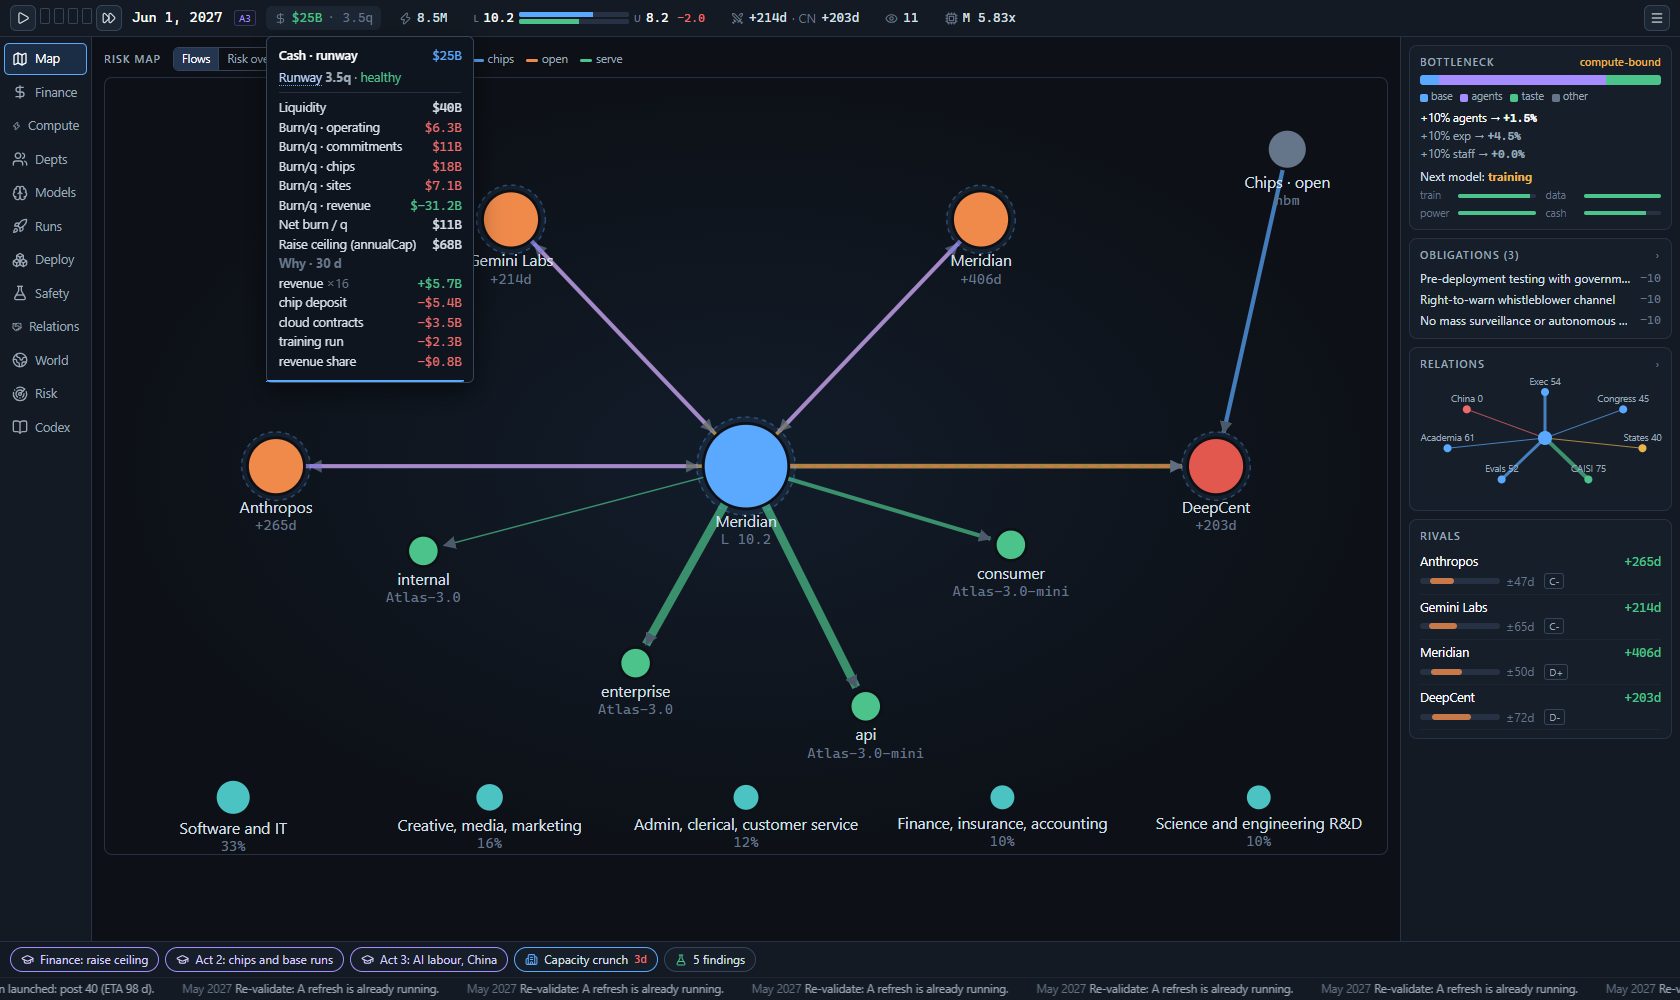 Jun 1, 2027 A3 $25B · 3.5q 8.5M L 10.2 U 8.2 −2.0 +214d · CN +203d 11 M 5.83x
Map
Finance
Compute
Depts
Models
Runs
Deploy
Safety
Relations
World
Risk
Codex
RISK MAP Flows Risk ove chips open serve
Cash · runway $25B
Runway 3.5q · healthy
Liquidity $40B
Burn/q · operating $6.3B
Burn/q · commitments $11B
Burn/q · chips $18B
Burn/q · sites $7.1B
Burn/q · revenue $−31.2B
Net burn / q $11B
Raise ceiling (annualCap) $68B
Why · 30 d
revenue ×16 +$5.7B
chip deposit −$5.4B
cloud contracts −$3.5B
training run −$2.3B
revenue share −$0.8B
Gemini Labs
+214d
Meridian
+406d
Chips · open
hbm
Anthropos
+265d
Meridian
L 10.2
DeepCent
+203d
internal
Atlas-3.0
consumer
Atlas-3.0-mini
enterprise
Atlas-3.0
api
Atlas-3.0-mini
Software and IT
33%
Creative, media, marketing
16%
Admin, clerical, customer service
12%
Finance, insurance, accounting
10%
Science and engineering R&D
10%
BOTTLENECK compute-bound
base agents taste other
+10% agents → +1.5%
+10% exp → +4.5%
+10% staff → +0.0%
Next model: training
train data
power cash
OBLIGATIONS (3) ›
Pre-deployment testing with governm... −10
Right-to-warn whistleblower channel −10
No mass surveillance or autonomous ... −10
RELATIONS ›
Exec 54
China 0
Congress 45
Academia 61
States 40
Evals 52
CAISI 75
RIVALS
Anthropos +265d
±47d C-
Gemini Labs +214d
±65d C-
Meridian +406d
±50d D+
DeepCent +203d
±72d D-
Finance: raise ceiling
Act 2: chips and base runs
Act 3: AI labour, China
Capacity crunch 3d
5 findings
n launched: post 40 (ETA 98 d). May 2027 Re-validate: A refresh is already running. May 2027 Re-validate: A refresh is already running. May 2027 Re-validate: A refresh is already running. May 2027 Re-validate: A refresh is already running. May 2027 Re-validate: A refresh is already running. May 2027 Re-v